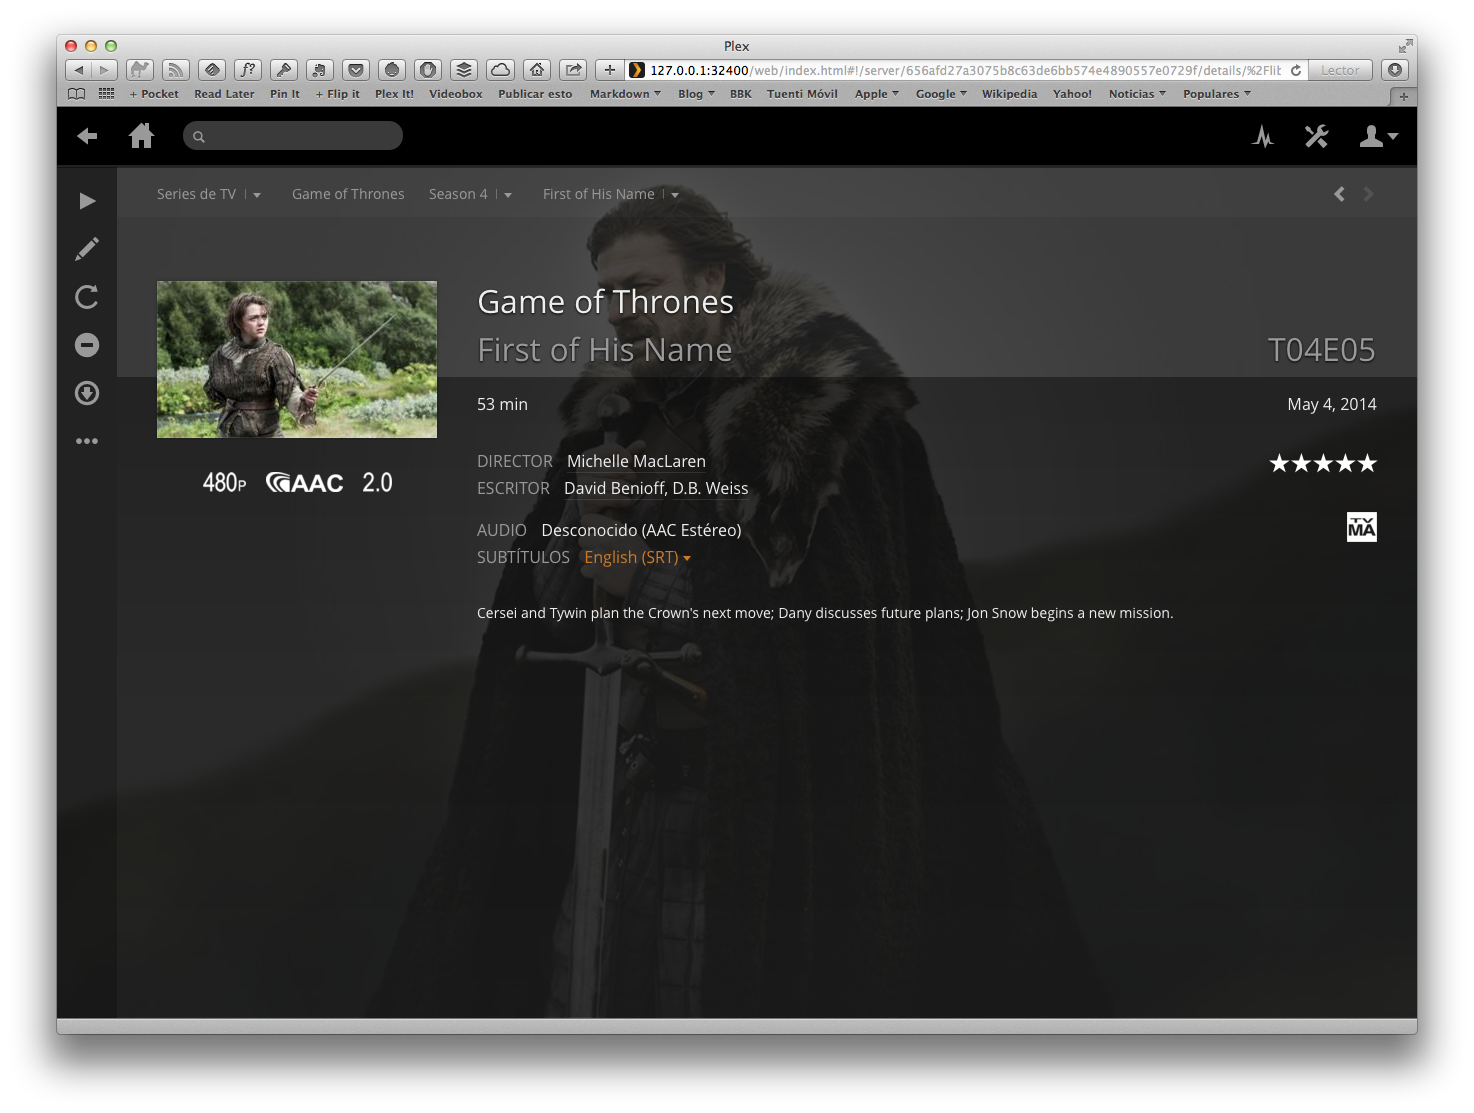 Plex
127.0.0.1:32400/web/index.html#!/server/656afd27a3075b8c63de6bb574e4890557e0729f/details/%2Flib
Lector
+ Pocket Read Later Pin It + Flip it Plex It! Videobox Publicar esto Markdown Blog BBK Tuenti Móvil Apple Google Wikipedia Yahoo! Noticias Populares
Series de TV Game of Thrones Season 4 First of His Name
Game of Thrones
First of His Name T04E05
53 min May 4, 2014
DIRECTOR Michelle MacLaren
ESCRITOR David Benioff, D.B. Weiss
480P AAC 2.0
AUDIO Desconocido (AAC Estéreo)
TV
MA
SUBTÍTULOS English (SRT)
Cersei and Tywin plan the Crown's next move; Dany discusses future plans; Jon Snow begins a new mission.